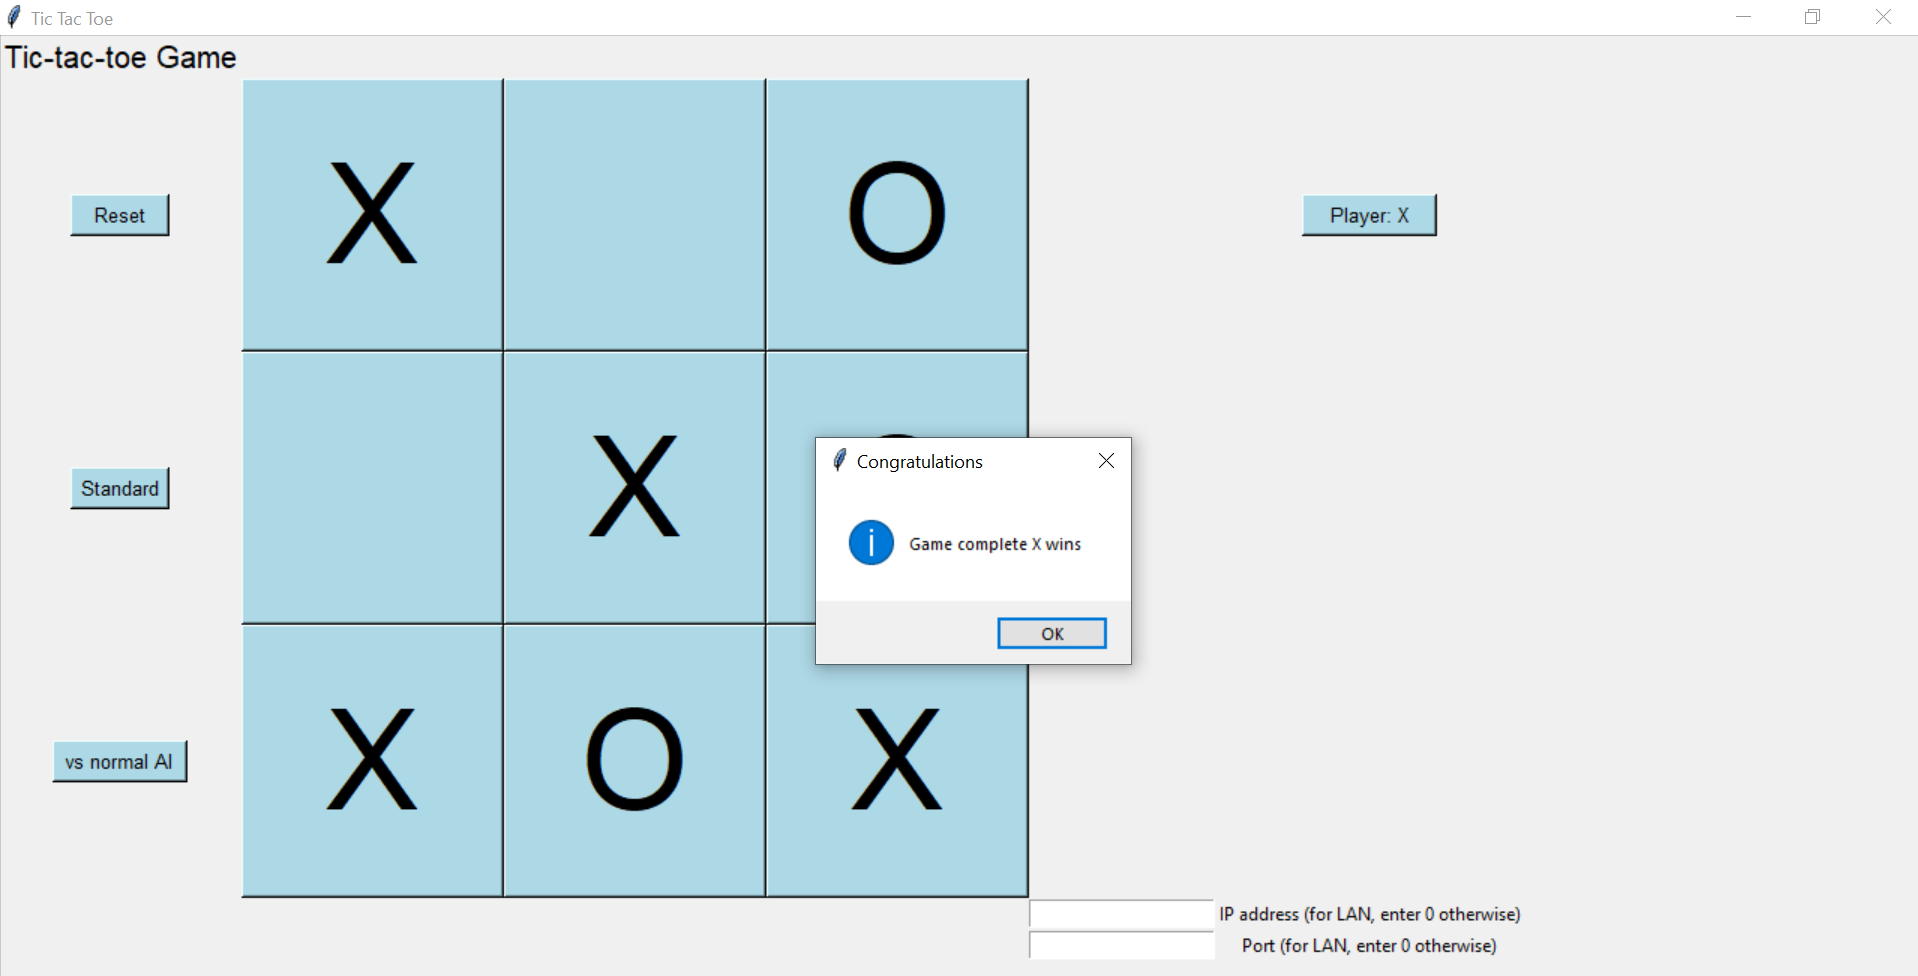 Tic Tac Toe
Tic-tac-toe Game
X O
Reset
Player: X
X
Standard
Congratulations
Game complete X wins
OK
X O X
vs normal AI
IP address (for LAN, enter 0 otherwise)
Port (for LAN, enter 0 otherwise)